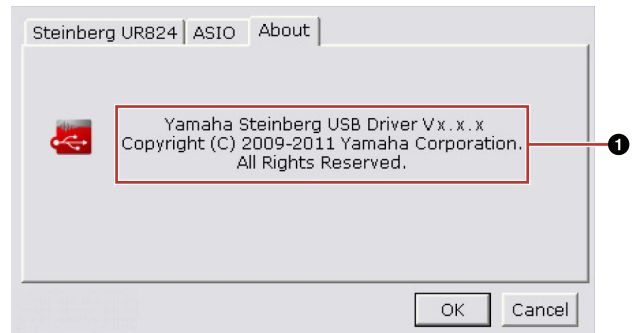 Steinberg UR824 ASIO About
Yamaha Steinberg USB Driver Vx.x.x
Copyright (C) 2009-2011 Yamaha Corporation.
All Rights Reserved.
1
OK Cancel